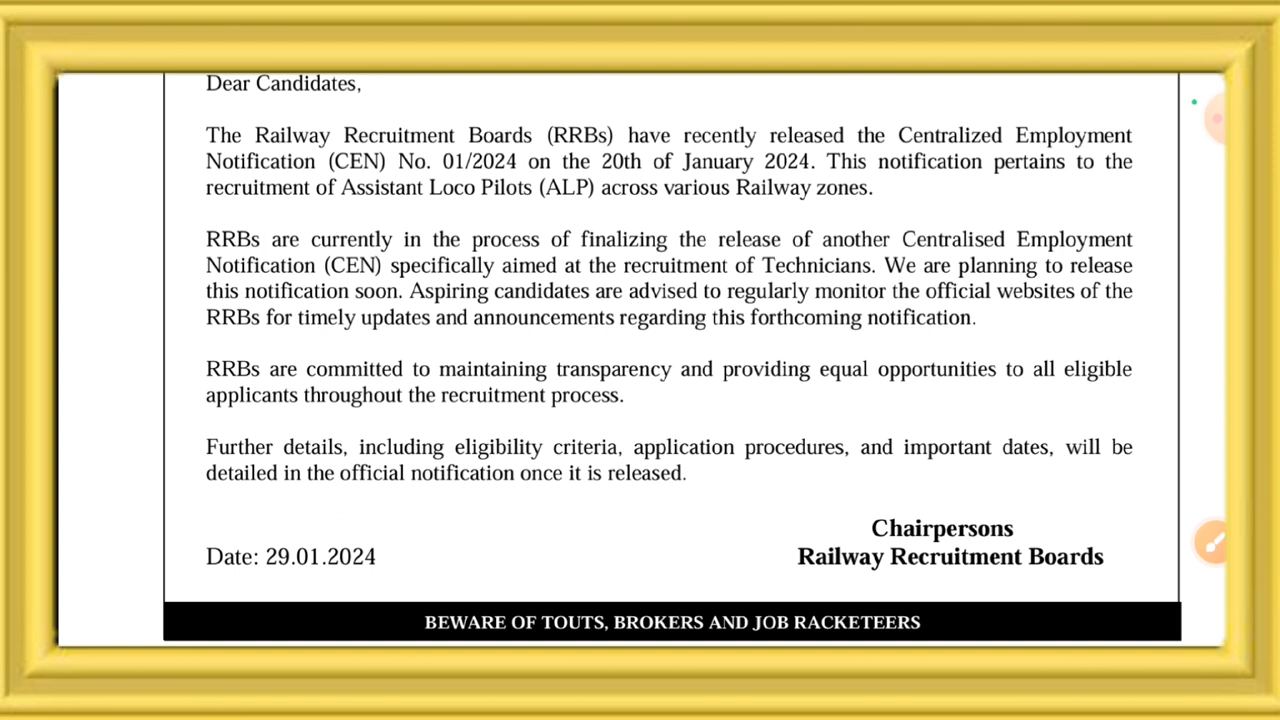 Dear Candidates,
The Railway Recruitment Boards (RRBs) have recently released the Centralized Employment
Notification (CEN) No. 01/2024 on the 20th of January 2024. This notification pertains to the
recruitment of Assistant Loco Pilots (ALP) across various Railway zones.
RRBs are currently in the process of finalizing the release of another Centralised Employment
Notification (CEN) specifically aimed at the recruitment of Technicians. We are planning to release
this notification soon. Aspiring candidates are advised to regularly monitor the official websites of the
RRBs for timely updates and announcements regarding this forthcoming notification.
RRBs are committed to maintaining transparency and providing equal opportunities to all eligible
applicants throughout the recruitment process.
Further details, including eligibility criteria, application procedures, and important dates, will be
detailed in the official notification once it is released.
Chairpersons
Date: 29.01.2024 Railway Recruitment Boards
BEWARE OF TOUTS, BROKERS AND JOB RACKETEERS